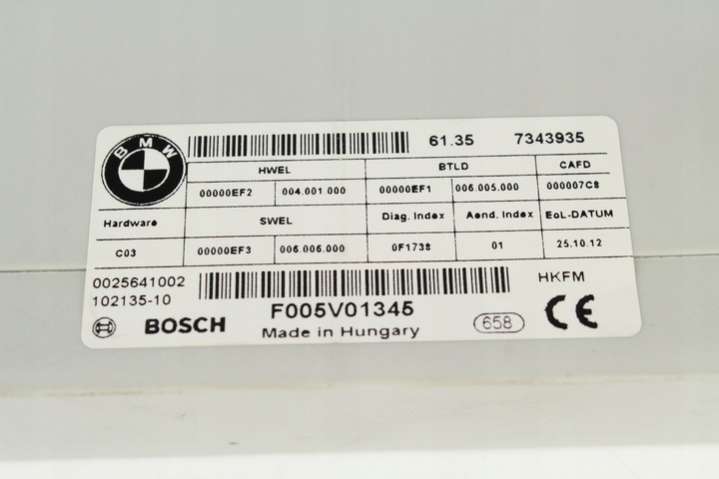 BMW
61.35 7343935
HWEL BTLD CAFD
00000EF2 004.001.000 00000EF1 006.005.000 000007C8
Hardware SWEL Diag. Index Aend. Index EoL-DATUM
C03 00000EF3 006.006.000 0F1738 01 25.10.12
0025641002 HKFM
102135-10
BOSCH F005V01345 658 CE
Made in Hungary